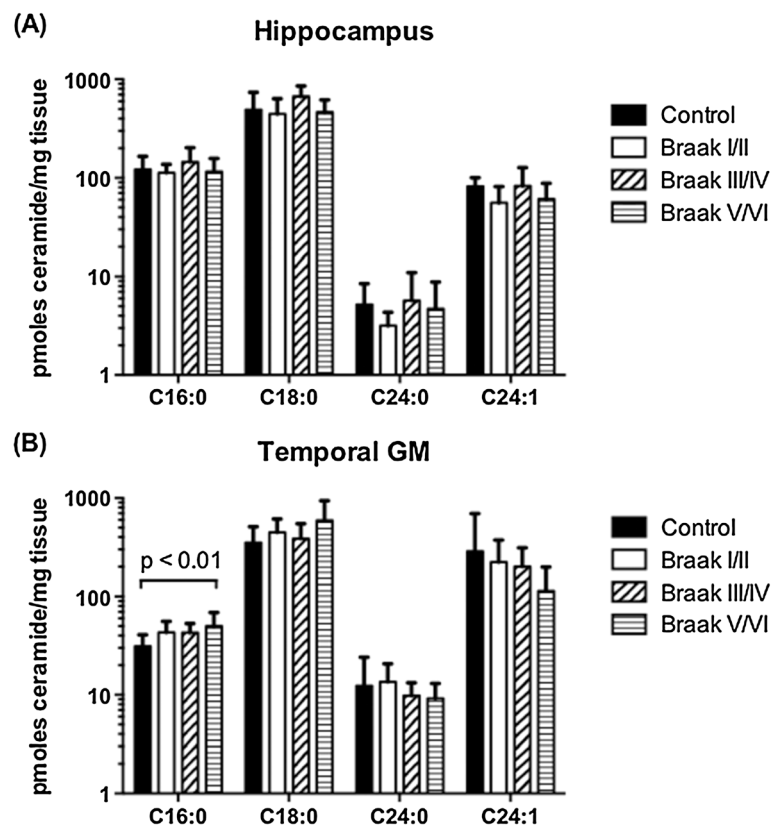 (A)
Hippocampus
pmoles ceramide/mg tissue
1000
100
10
1
C16:0 C18:0 C24:0 C24:1
Control
Braak I/II
Braak III/IV
Braak V/VI
(B)
Temporal GM
pmoles ceramide/mg tissue
1000
100
10
1
p < 0.01
C16:0 C18:0 C24:0 C24:1
Control
Braak I/II
Braak III/IV
Braak V/VI